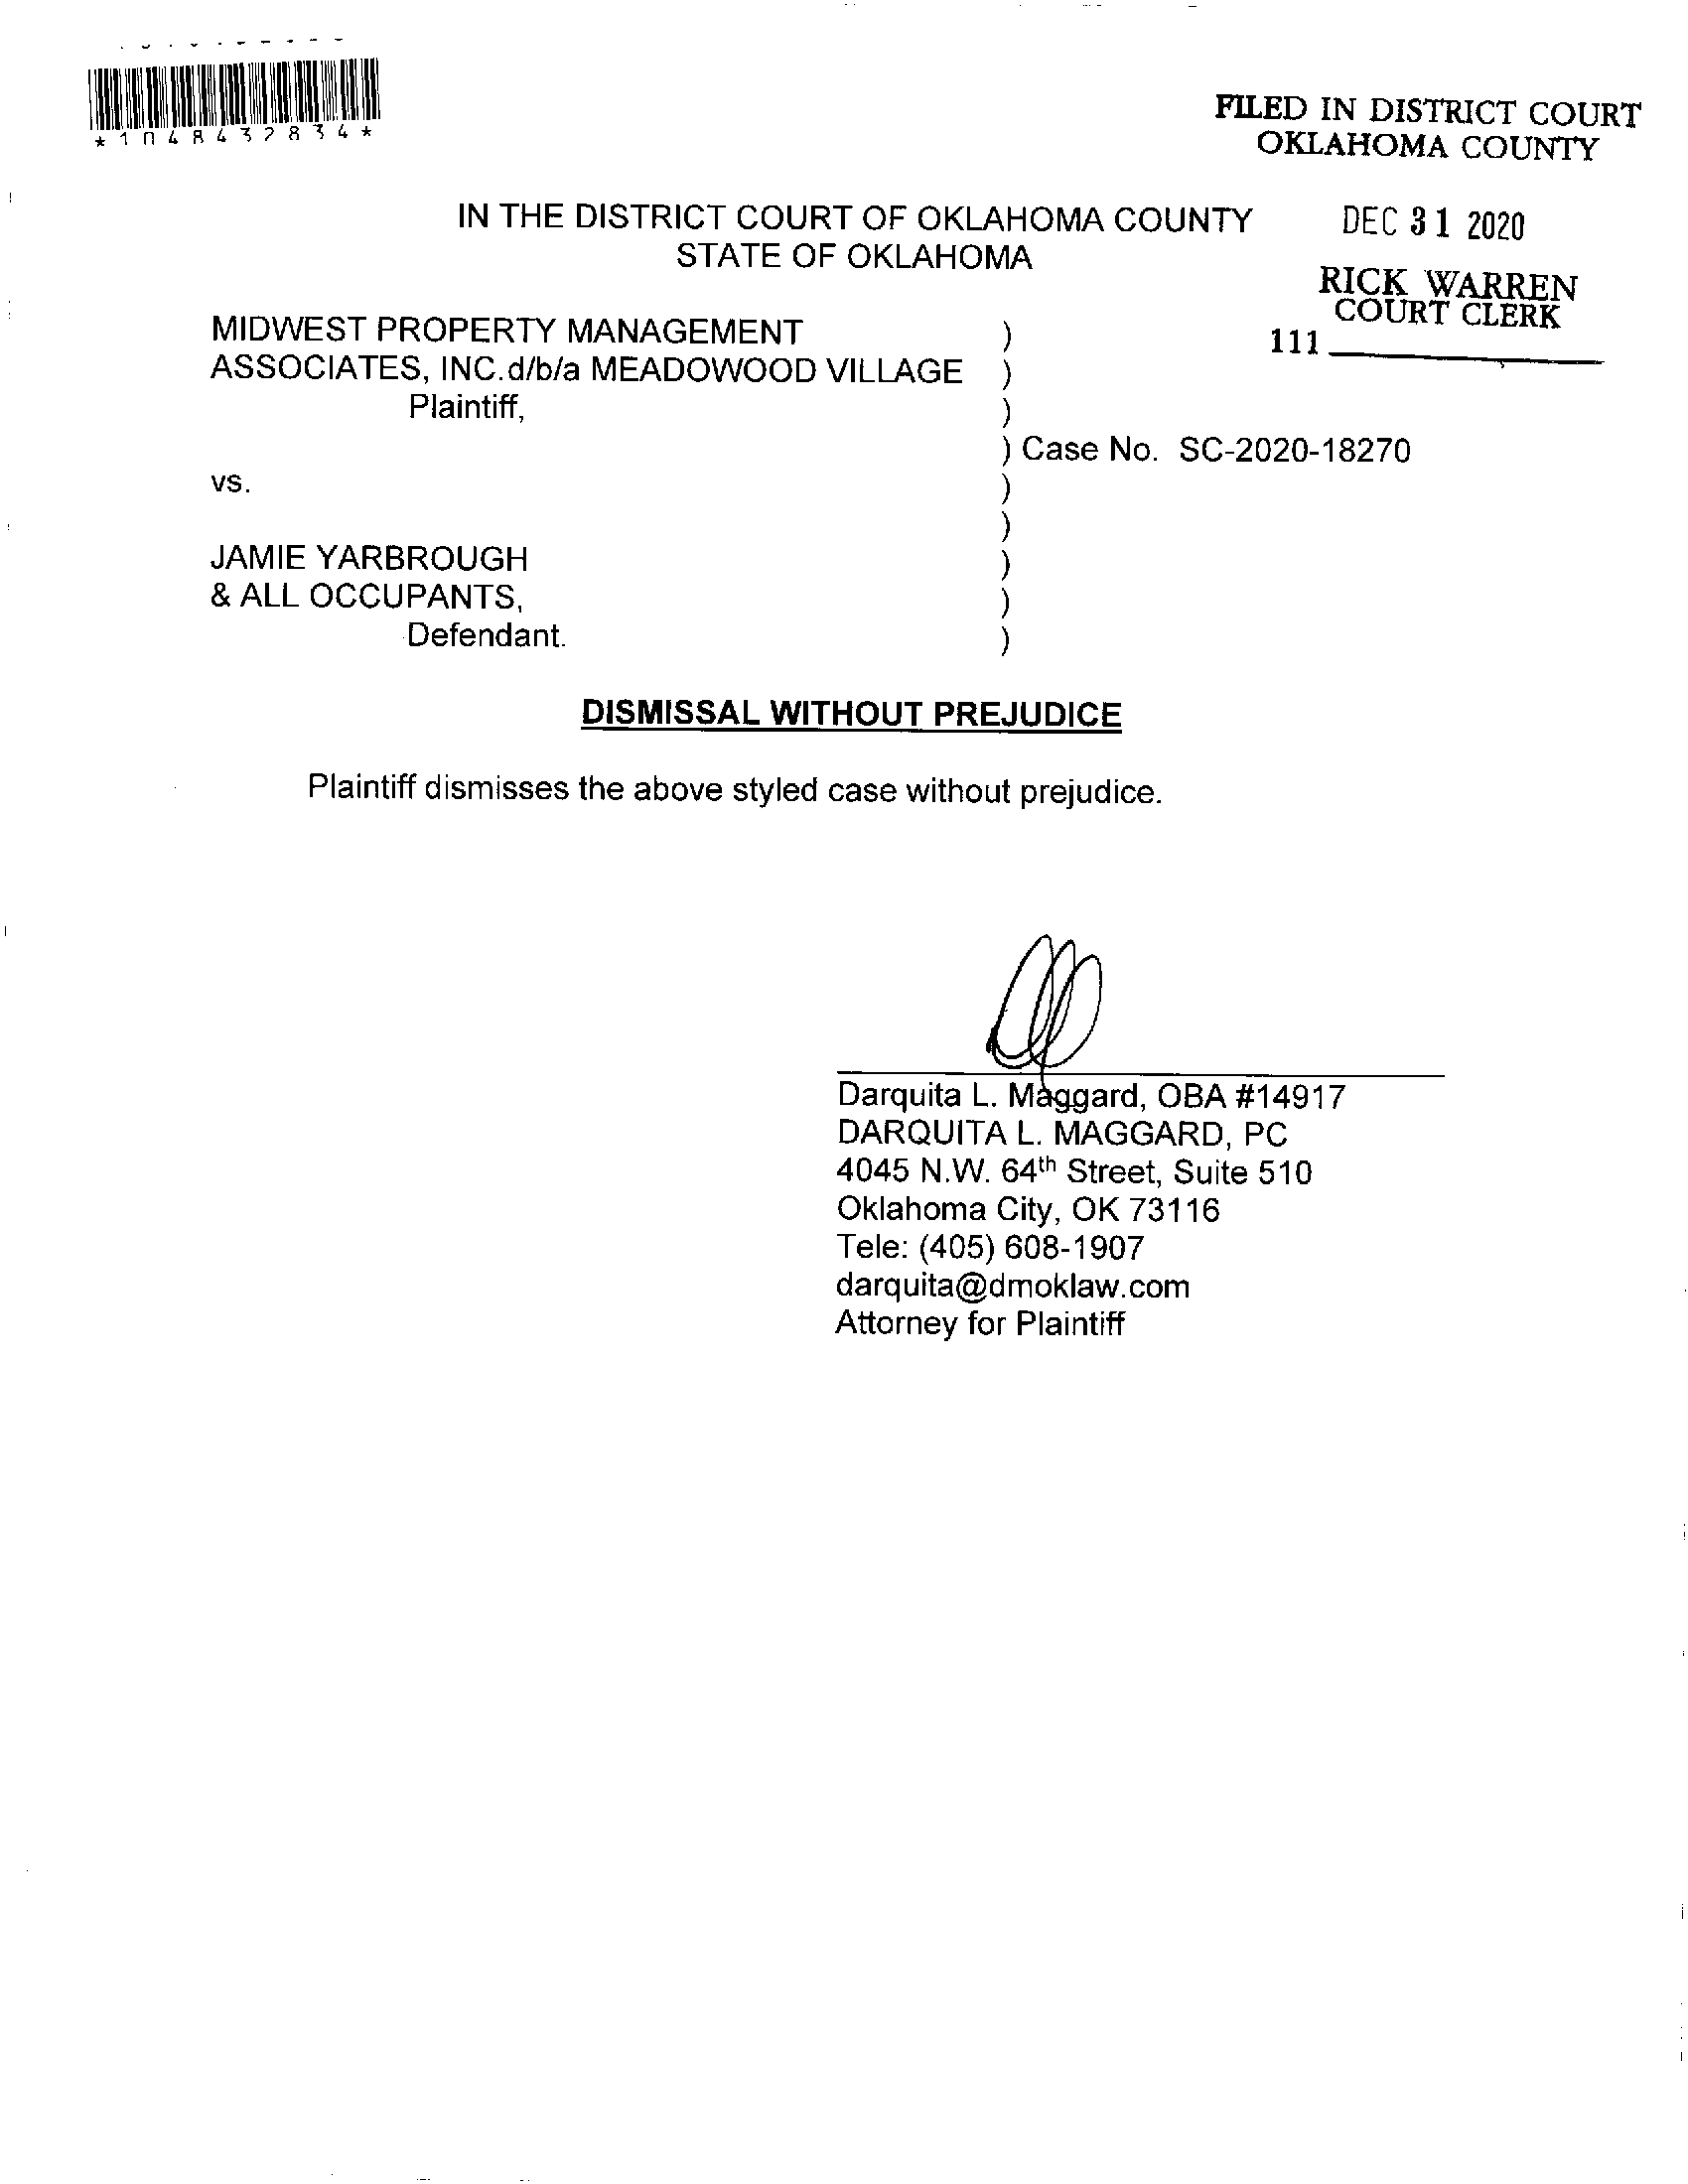 *1048432834*
FILED IN DISTRICT COURT
OKLAHOMA COUNTY
DEC 31 2020
RICK WARREN
COURT CLERK
111
IN THE DISTRICT COURT OF OKLAHOMA COUNTY
STATE OF OKLAHOMA
MIDWEST PROPERTY MANAGEMENT )
ASSOCIATES, INC.d/b/a MEADOWOOD VILLAGE )
Plaintiff, )
) Case No. SC-2020-18270
vs. )
)
JAMIE YARBROUGH )
& ALL OCCUPANTS, )
Defendant. )
DISMISSAL WITHOUT PREJUDICE
Plaintiff dismisses the above styled case without prejudice.
Darquita L. Maggard, OBA #14917
DARQUITA L. MAGGARD, PC
4045 N.W. 64th Street, Suite 510
Oklahoma City, OK 73116
Tele: (405) 608-1907
darquita@dmoklaw.com
Attorney for Plaintiff